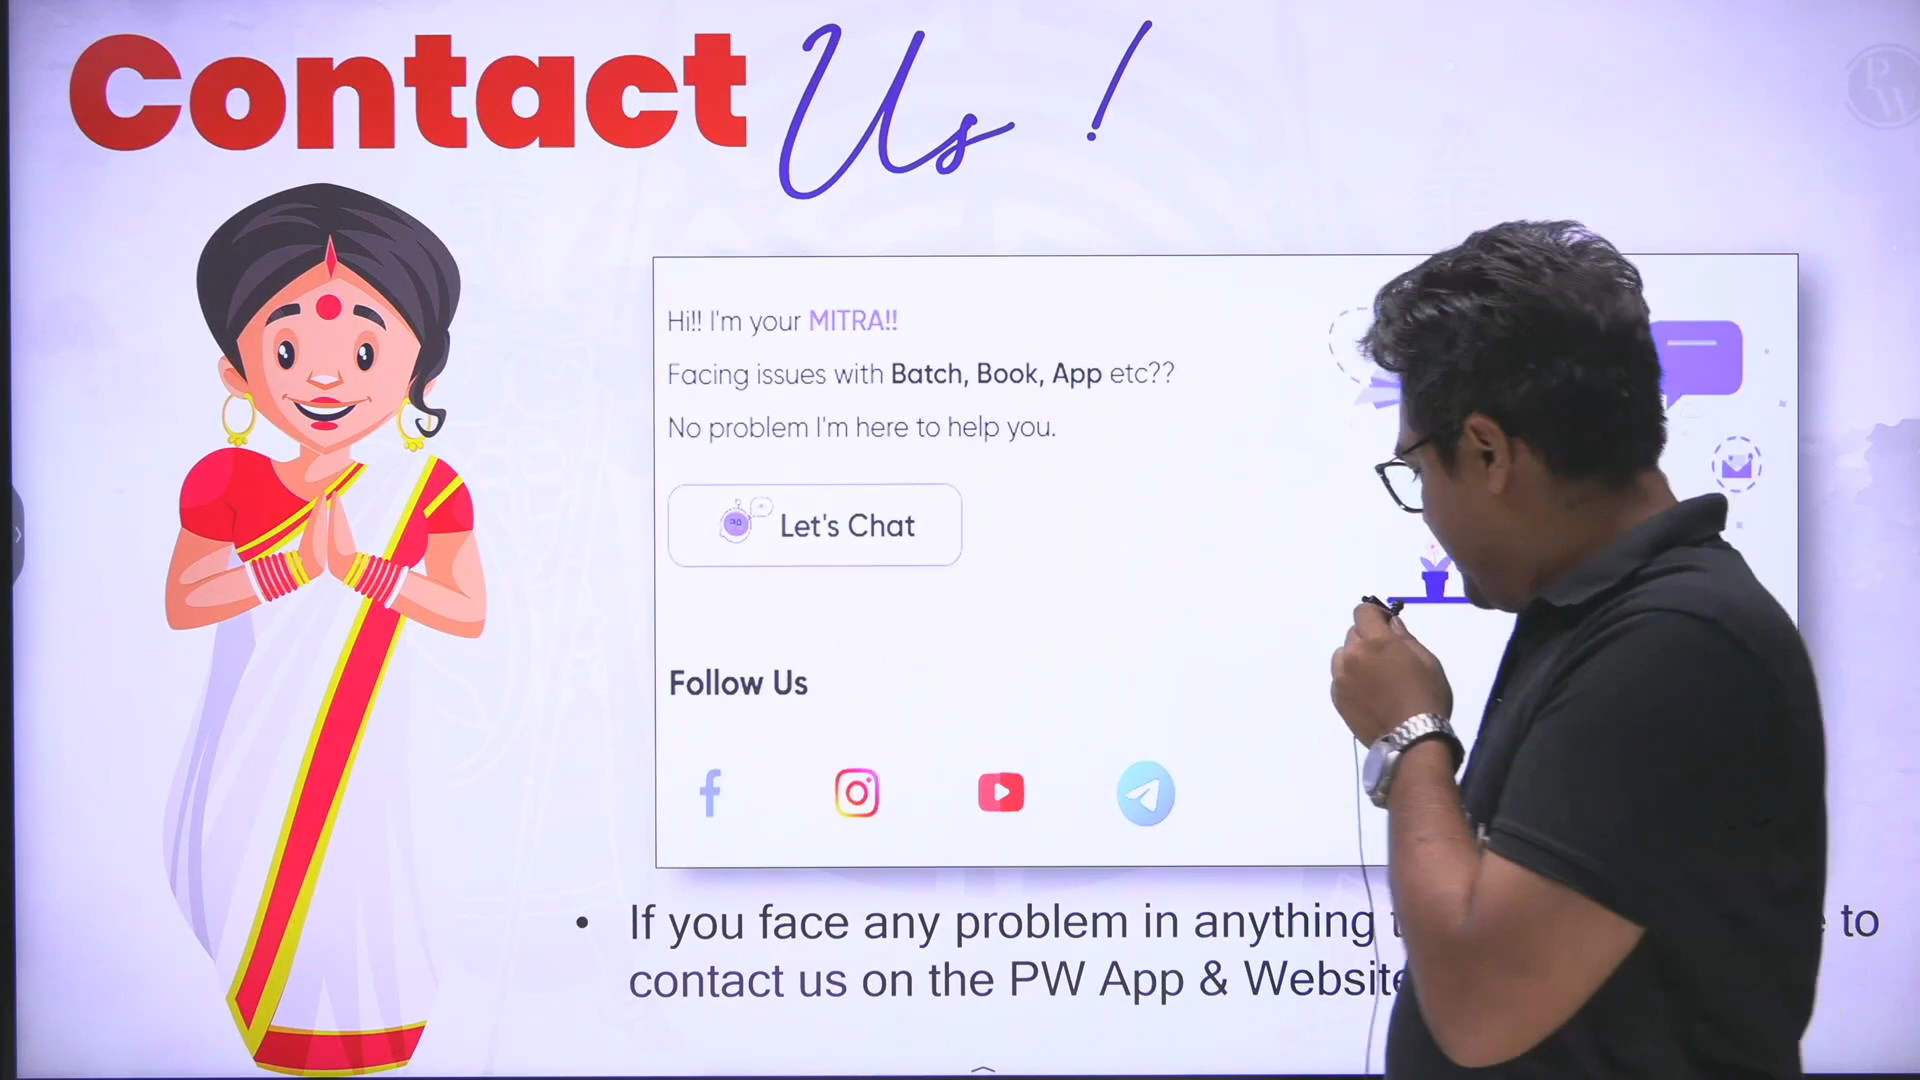 Contact Us!
PW
Hi!! I'm your MITRA!!
Facing issues with Batch, Book, App etc??
No problem I'm here to help you.
Let's Chat
Follow Us
• If you face any problem in anything to
contact us on the PW App & Website